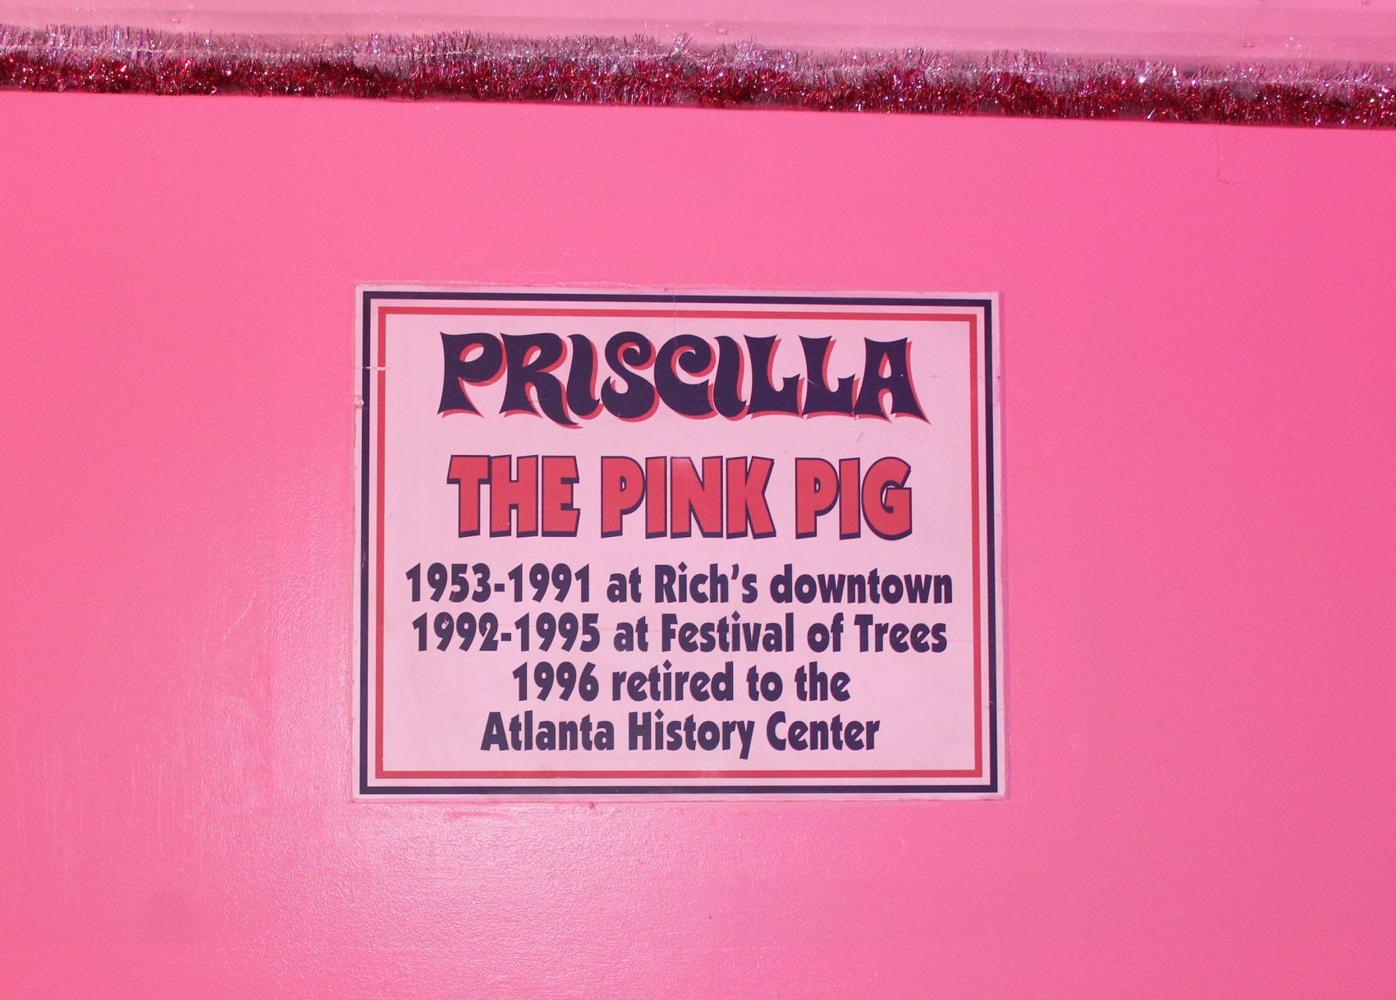 PRISCILLA
THE PINK PIG
1953-1991 at Rich's downtown
1992-1995 at Festival of Trees
1996 retired to the
Atlanta History Center